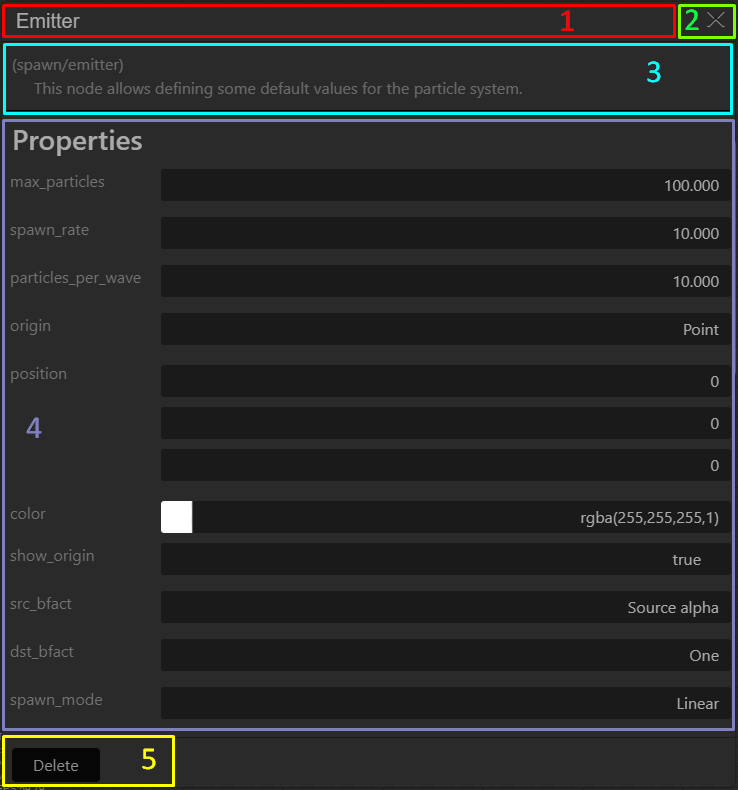 Emitter 1 2
(spawn/emitter) 3
This node allows defining some default values for the particle system.
Properties
max_particles 100.000
spawn_rate 10.000
particles_per_wave 10.000
origin Point
position 0
4 0
0
color rgba(255,255,255,1)
show_origin true
src_bfact Source alpha
dst_bfact One
spawn_mode Linear
Delete 5